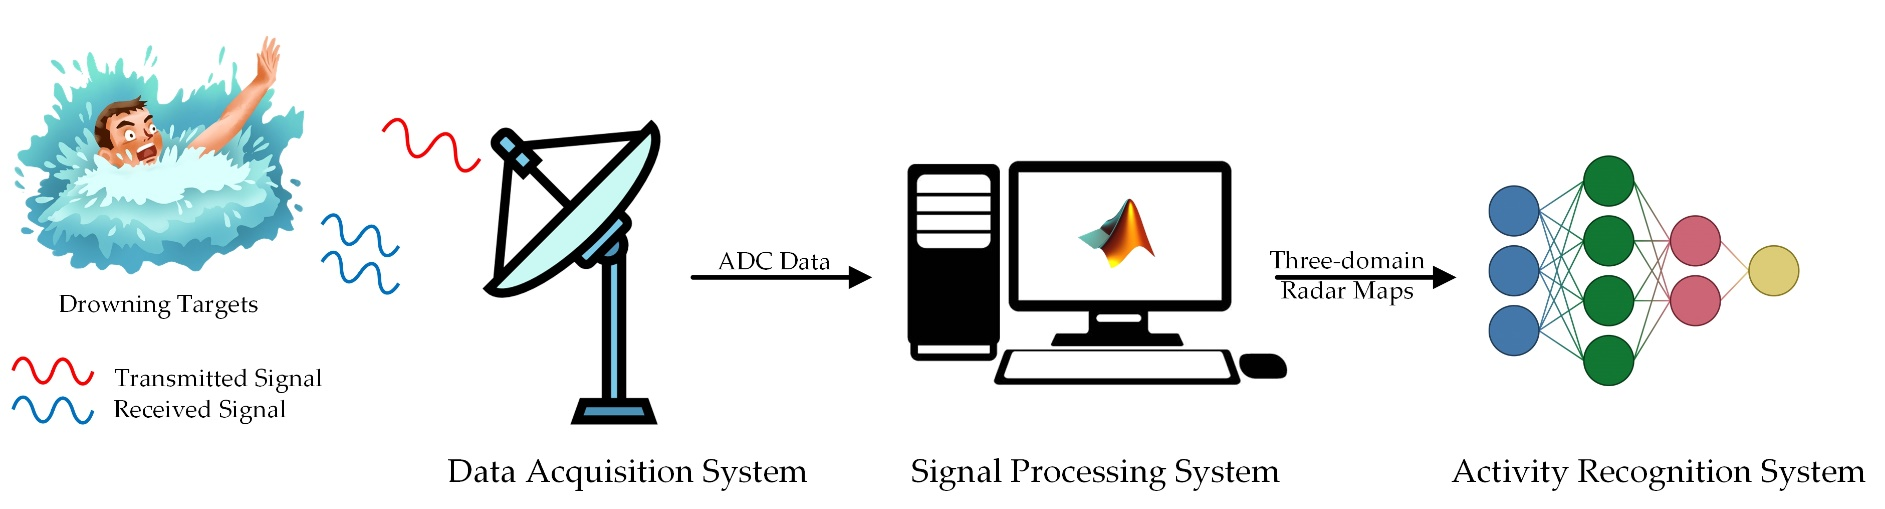 Drowning Targets
Transmitted Signal
Received Signal
ADC Data
Three-domain
Radar Maps
Data Acquisition System
Signal Processing System
Activity Recognition System